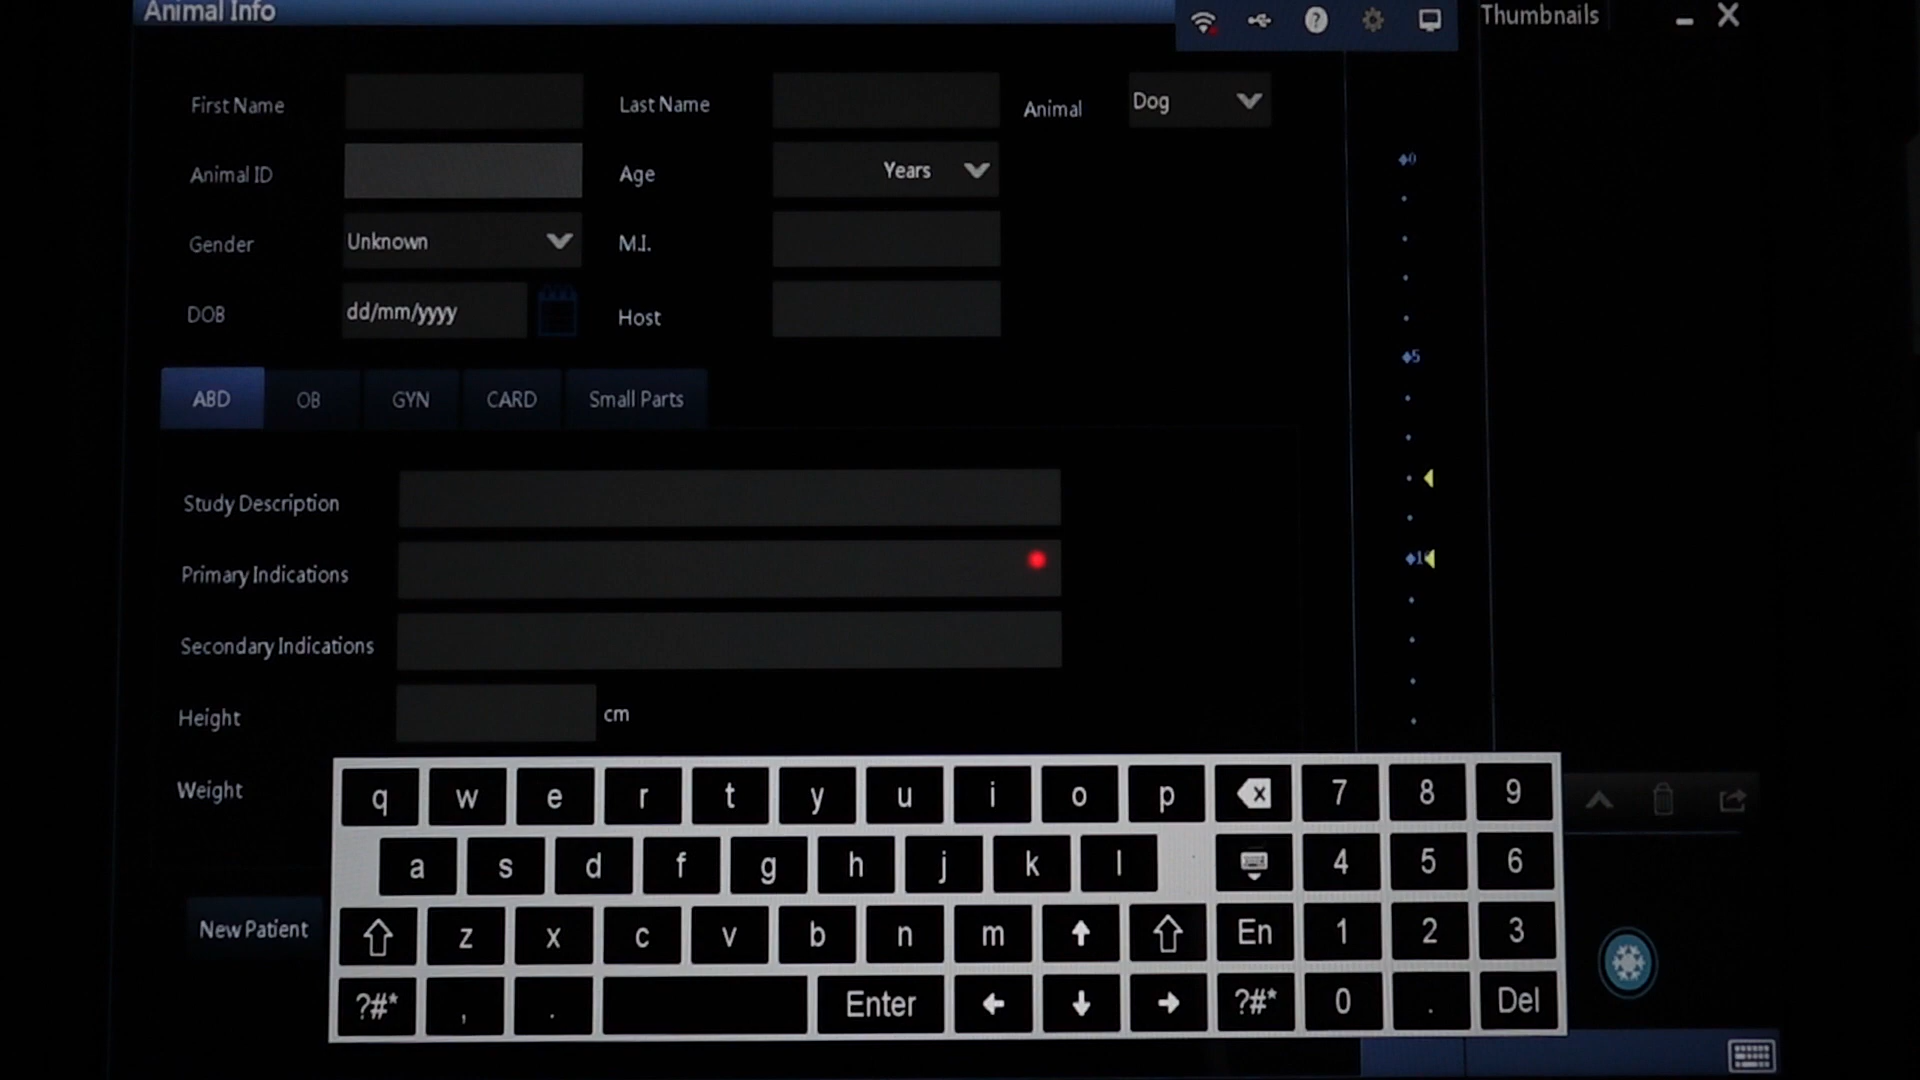 Animal Info
Thumbnails
First Name
Last Name
Animal
Dog
Animal ID
Age
Years
Gender
Unknown
M.I.
DOB
dd/mm/yyyy
Host
ABD
OB
GYN
CARD
Small Parts
Study Description
Primary Indications
Secondary Indications
Height
cm
Weight
New Patient
0
5
q w e r t y u i o p 7 8 9
a s d f g h j k l 4 5 6
z x c v b n m En 1 2 3
?#* , . Enter ?#* 0 . Del